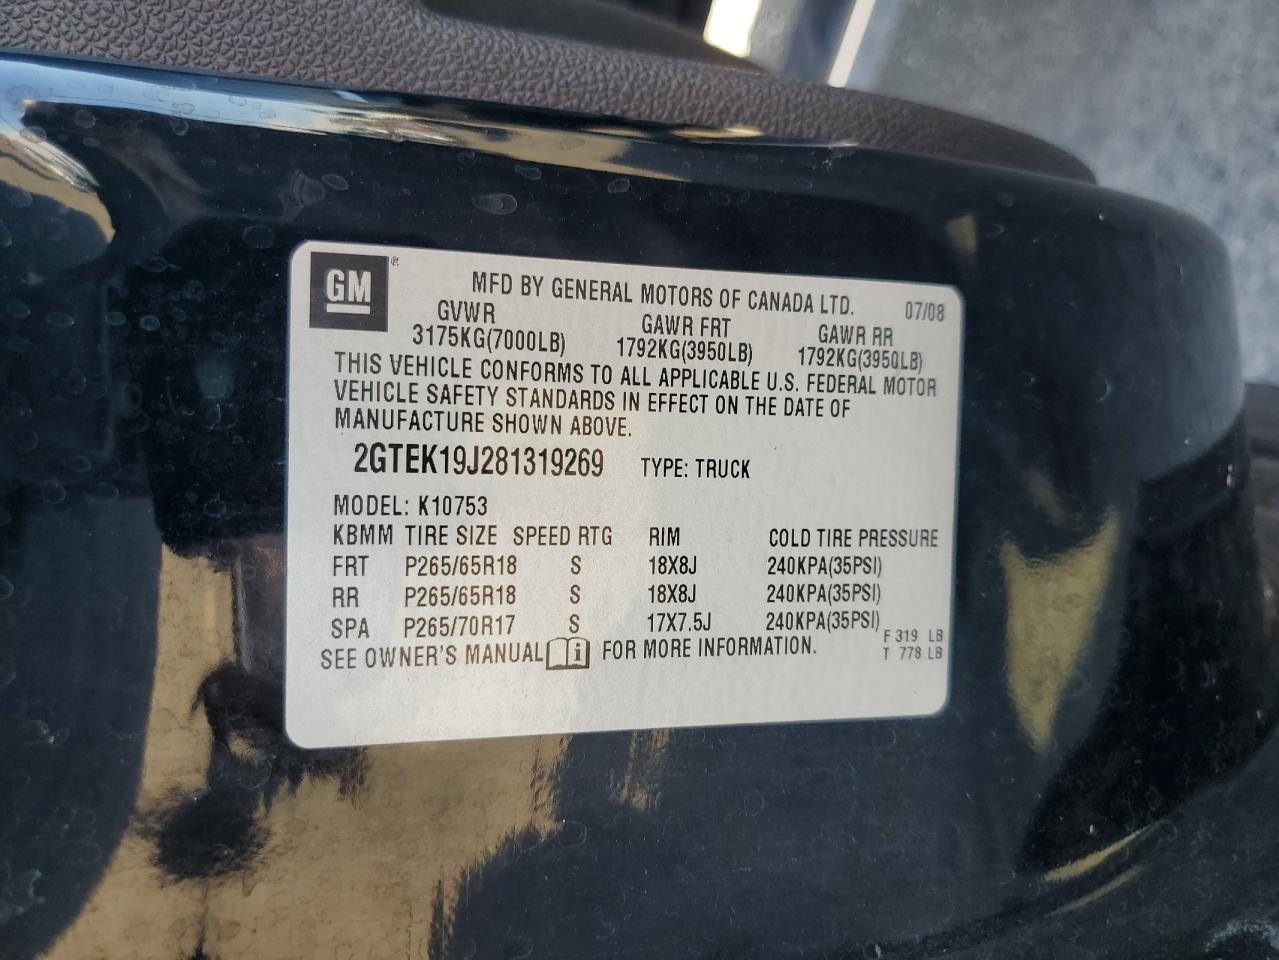 GM®
MFD BY GENERAL MOTORS OF CANADA LTD. 07/08
GVWR GAWR FRT GAWR RR
3175KG(7000LB) 1792KG(3950LB) 1792KG(3950LB)
THIS VEHICLE CONFORMS TO ALL APPLICABLE U.S. FEDERAL MOTOR
VEHICLE SAFETY STANDARDS IN EFFECT ON THE DATE OF
MANUFACTURE SHOWN ABOVE.
2GTEK19J281319269 TYPE: TRUCK
MODEL: K10753
KBMM TIRE SIZE SPEED RTG RIM COLD TIRE PRESSURE
FRT P265/65R18 S 18X8J 240KPA(35PSI)
RR P265/65R18 S 18X8J 240KPA(35PSI)
SPA P265/70R17 S 17X7.5J 240KPA(35PSI)
SEE OWNER'S MANUAL i FOR MORE INFORMATION.
F 319 LB
T 778 LB